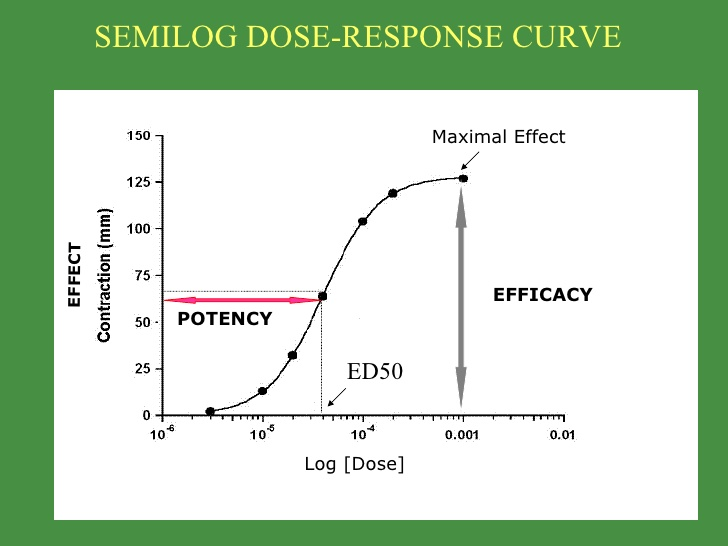 SEMILOG DOSE-RESPONSE CURVE
Maximal Effect
150
125
100
75
50
25
0
EFFECT
Contraction (mm)
EFFICACY
POTENCY
ED50
10-6
10-5
10-4
0.001
0.01
Log [Dose]